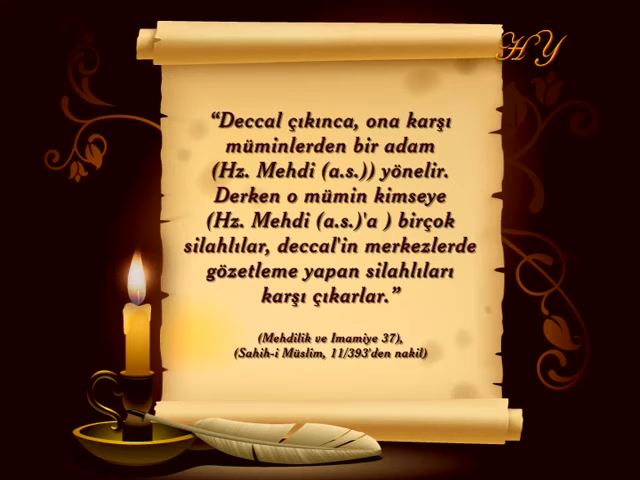 HY
“Deccal çıkınca, ona karşı
müminlerden bir adam
(Hz. Mehdi (a.s.)) yönelir.
Derken o mümin kimseye
(Hz. Mehdi (a.s.)'a ) birçok
silahlılar, deccal'in merkezlerde
gözetleme yapan silahlıları
karşı çıkarlar.”
(Mehdilik ve Imamiye 37),
(Sahih-i Müslim, 11/393'den nakil)